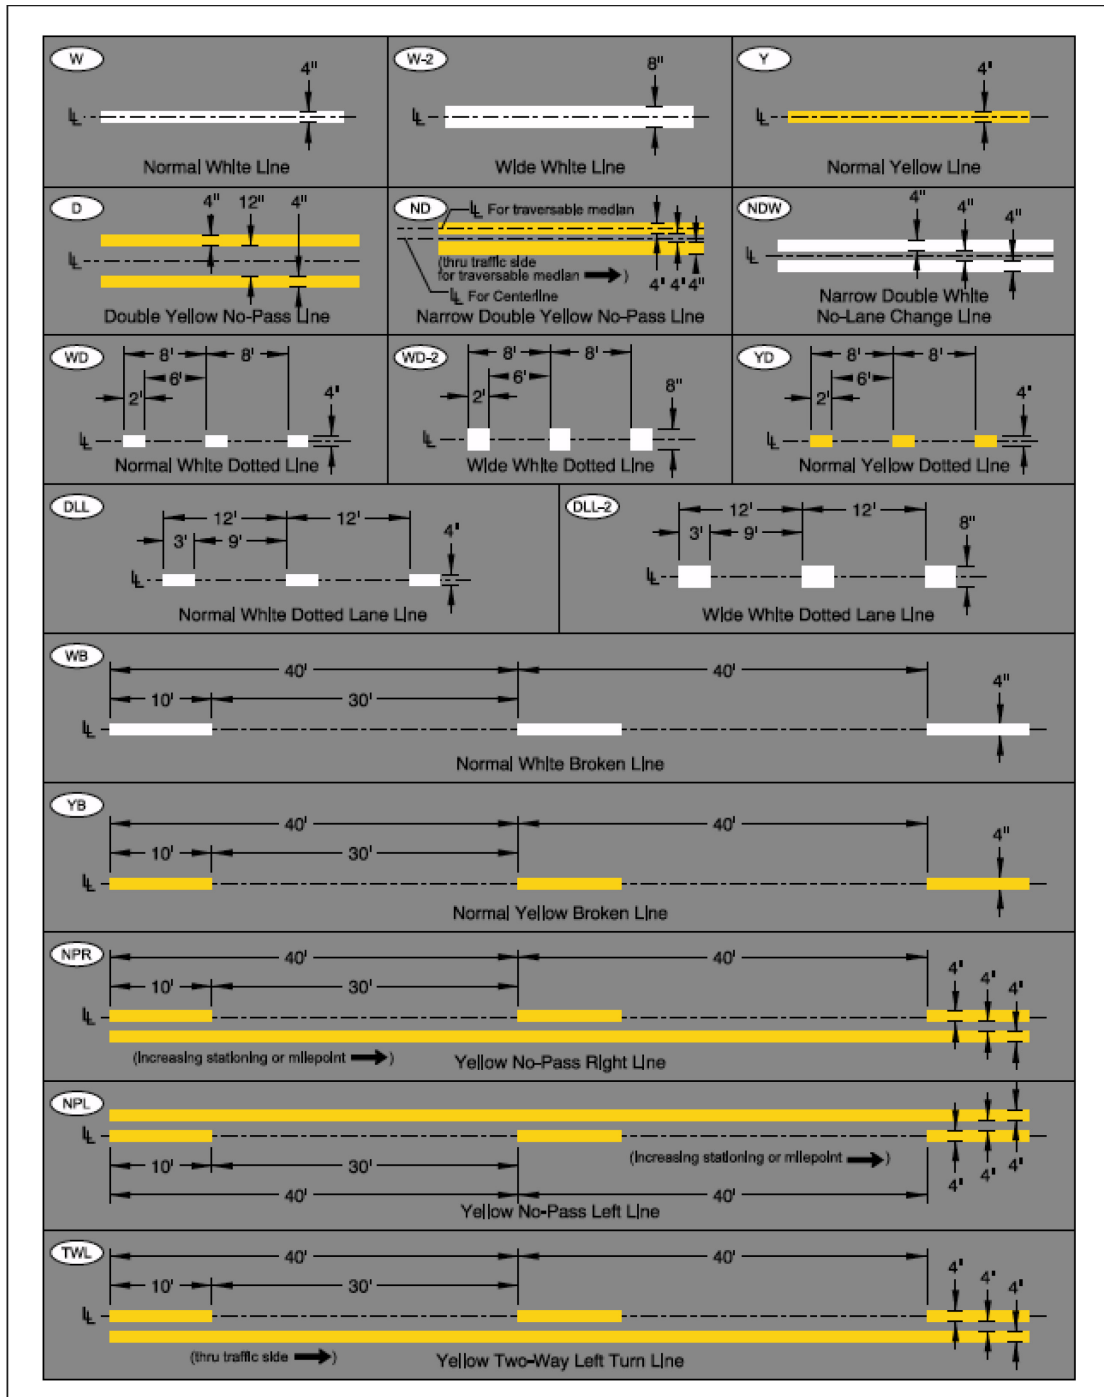 W
4"
Normal White Line
W-2
8"
Wide White Line
Y
4"
Normal Yellow Line
D
4" 12" 4"
Double Yellow No-Pass Line
ND
For traversable median
(thru traffic side
for traversable median )
4" 4" 4"
For Centerline
Narrow Double Yellow No-Pass Line
NDW
4"
4"
4"
Narrow Double White
No-Lane Change Line
WD
8' 8'
6'
2'
4"
Normal White Dotted Line
WD-2
8' 8'
6'
2'
8"
Wide White Dotted Line
YD
8' 8'
6'
2'
4"
Normal Yellow Dotted Line
DLL
12' 12'
3' 9'
4"
Normal White Dotted Lane Line
DLL-2
12' 12'
3' 9'
8"
Wide White Dotted Lane Line
WB
40' 40'
10' 30'
4"
Normal White Broken Line
YB
40' 40'
10' 30'
4"
Normal Yellow Broken Line
NPR
40' 40'
10' 30'
4" 4" 4"
(Increasing stationing or milepoint )
Yellow No-Pass Right Line
NPL
10' 30'
(Increasing stationing or milepoint )
4" 4" 4"
40' 40'
Yellow No-Pass Left Line
TWL
40' 40'
10' 30'
4" 4" 4"
(thru traffic side )
Yellow Two-Way Left Turn Line